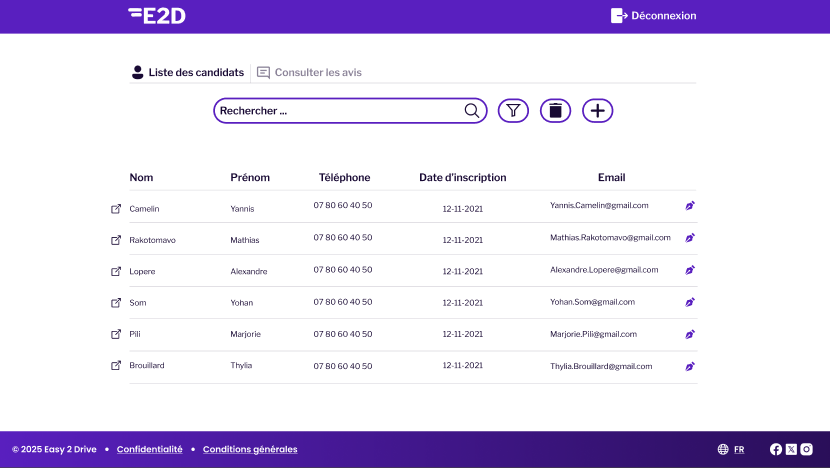 E2D
Déconnexion
Liste des candidats
Consulter les avis
Rechercher ...
Nom Prénom Téléphone Date d'inscription Email
Camelin Yannis 07 80 60 40 50 12-11-2021 Yannis.Camelin@gmail.com
Rakotomavo Mathias 07 80 60 40 50 12-11-2021 Mathias.Rakotomavo@gmail.com
Lopere Alexandre 07 80 60 40 50 12-11-2021 Alexandre.Lopere@gmail.com
Som Yohan 07 80 60 40 50 12-11-2021 Yohan.Som@gmail.com
Pili Marjorie 07 80 60 40 50 12-11-2021 Marjorie.Pili@gmail.com
Brouillard Thylia 07 80 60 40 50 12-11-2021 Thylia.Brouillard@gmail.com
© 2025 Easy 2 Drive • Confidentialité • Conditions générales FR